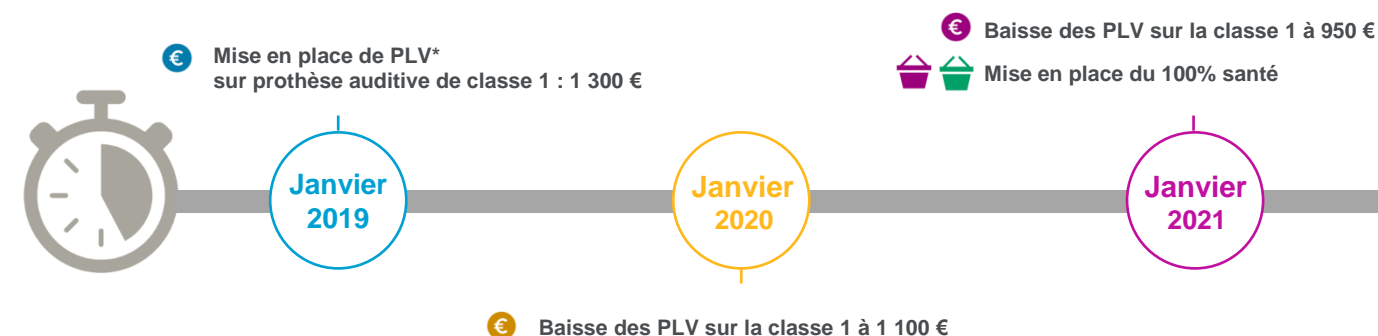 Mise en place de PLV*
sur prothèse auditive de classe 1 : 1 300 €
€ Baisse des PLV sur la classe 1 à 950 €
Mise en place du 100% santé
€
Janvier
2019
Janvier
2020
Janvier
2021
€ Baisse des PLV sur la classe 1 à 1 100 €